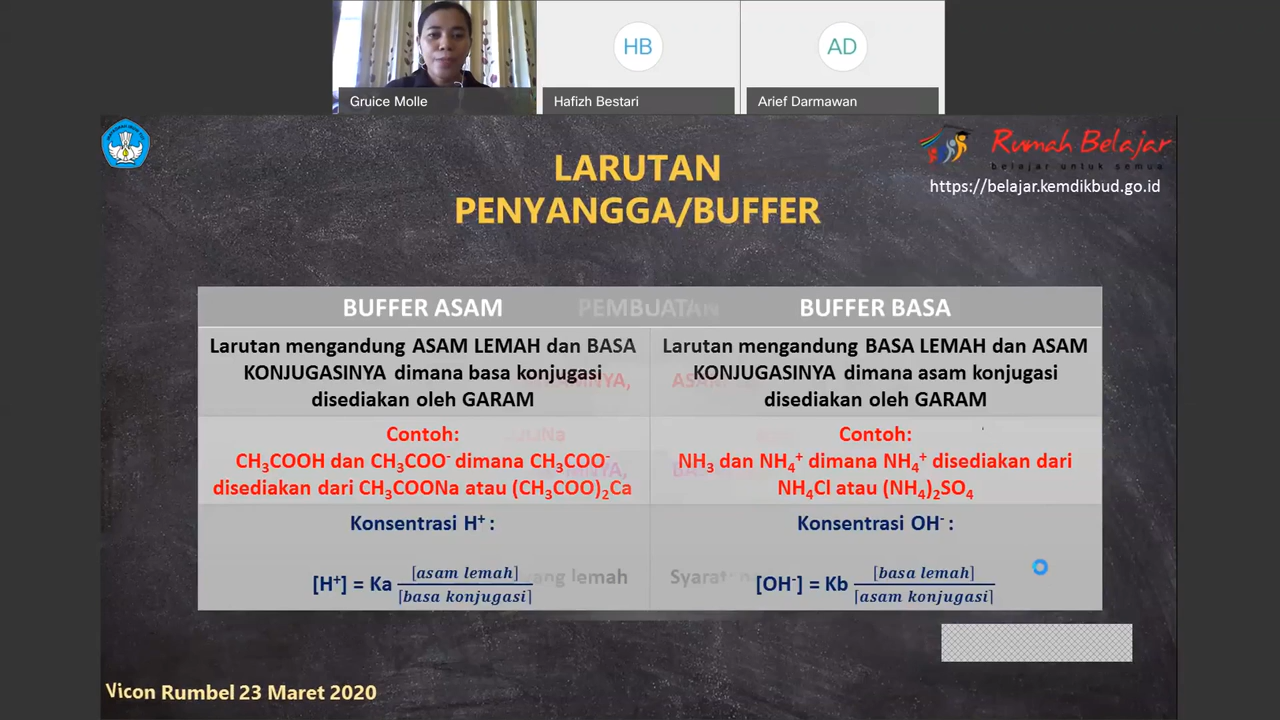 HB
AD
Gruice Molle
Hafizh Bestari
Arief Darmawan
Rumah Belajar
belajar untuk semua
https://belajar.kemdikbud.go.id
LARUTAN
PENYANGGA/BUFFER
BUFFER ASAM
PEMBUATAN
BUFFER BASA
Larutan mengandung ASAM LEMAH dan BASA
KONJUGASINYA dimana basa konjugasi
disediakan oleh GARAM
Larutan mengandung BASA LEMAH dan ASAM
KONJUGASINYA dimana asam konjugasi
disediakan oleh GARAM
Contoh:
CH₃COOH dan CH₃COO⁻ dimana CH₃COO⁻
disediakan dari CH₃COONa atau (CH₃COO)₂Ca
Contoh:
NH₃ dan NH₄⁺ dimana NH₄⁺ disediakan dari
NH₄Cl atau (NH₄)₂SO₄
Konsentrasi H⁺ :
[H⁺] = Ka [asam lemah]
[basa konjugasi]
yang lemah
Konsentrasi OH⁻ :
Syarat
[OH⁻] = Kb [basa lemah]
[asam konjugasi]
Vicon Rumbel 23 Maret 2020